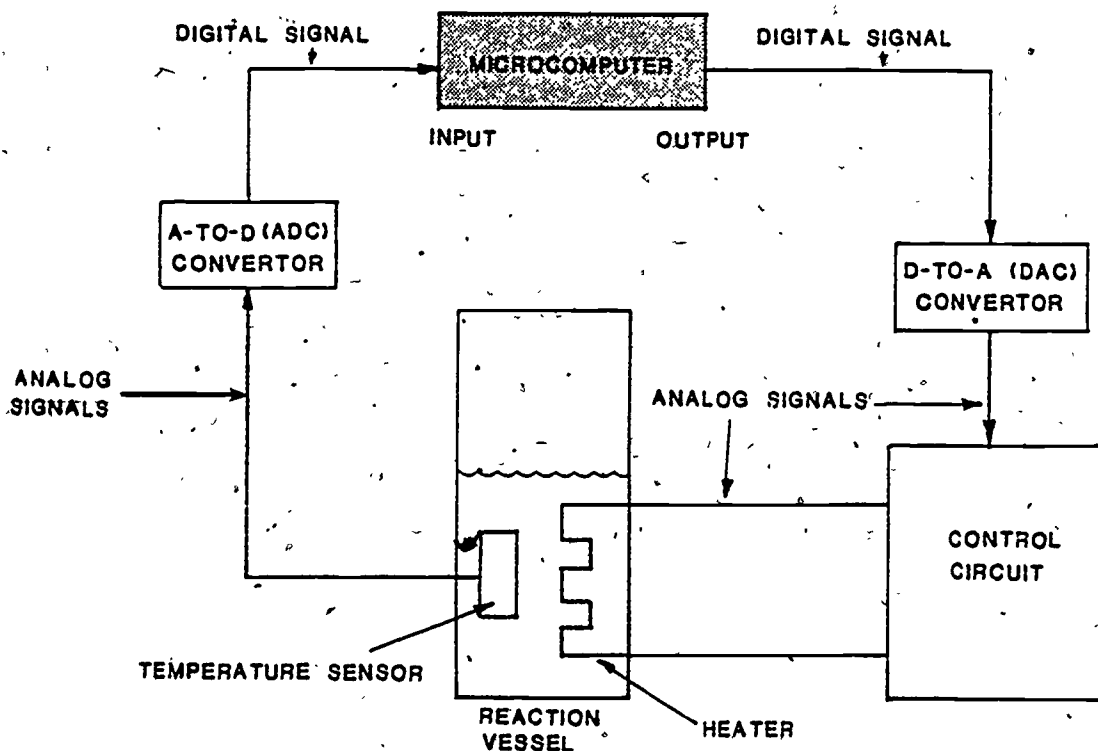 DIGITAL SIGNAL
MICROCOMPUTER
DIGITAL SIGNAL
INPUT
OUTPUT
A-TO-D (ADC)
CONVERTOR
D-TO-A (DAC)
CONVERTOR
ANALOG
SIGNALS
ANALOG SIGNALS
CONTROL
CIRCUIT
TEMPERATURE SENSOR
REACTION
VESSEL
HEATER